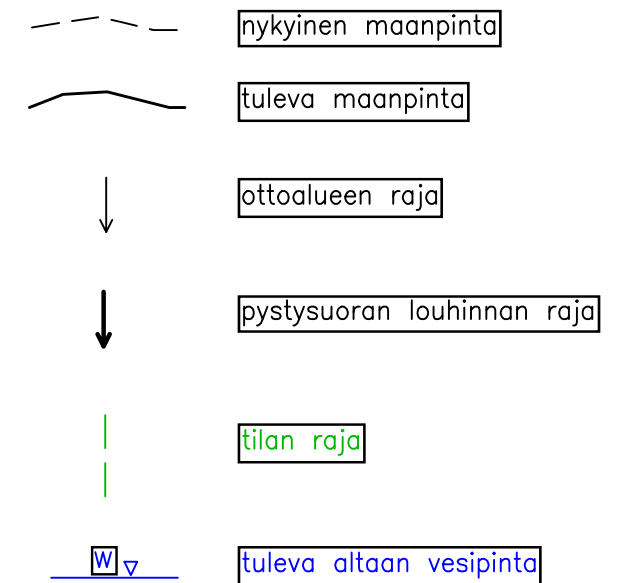 nykyinen maanpinta
tuleva maanpinta
ottoalueen raja
pystysuoran louhinnan raja
tilan raja
W tuleva altaan vesipinta